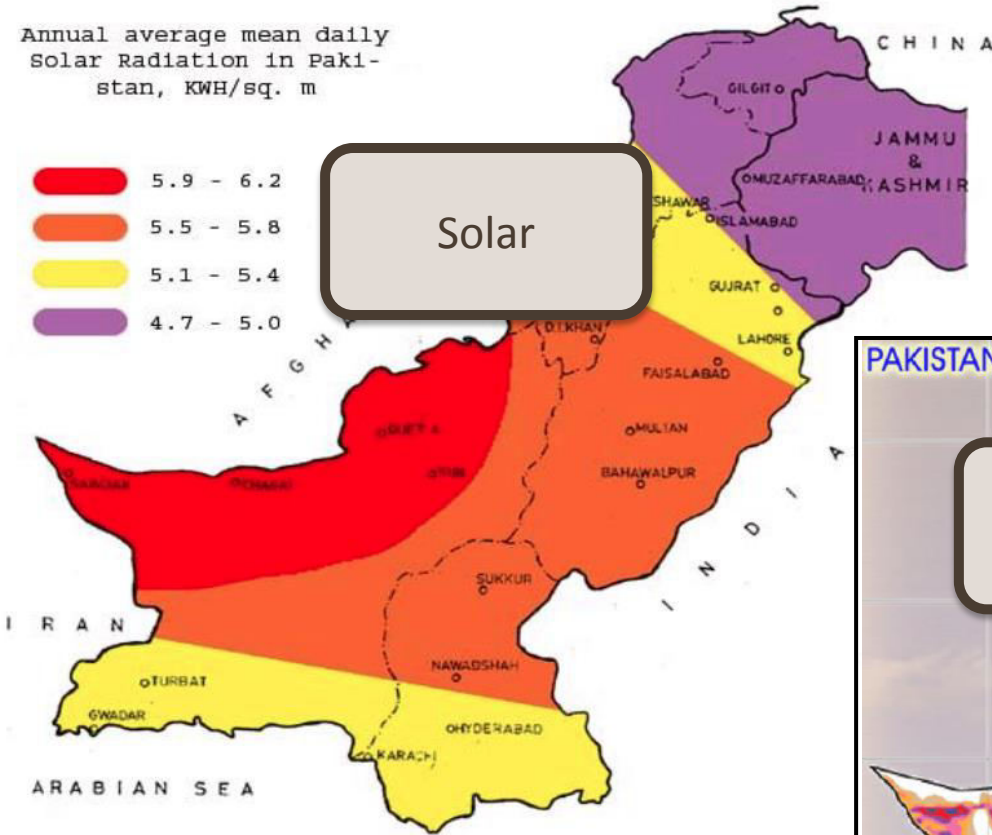 Annual average mean daily
Solar Radiation in Paki-
stan, KWH/sq. m
5.9 - 6.2
5.5 - 5.8
5.1 - 5.4
4.7 - 5.0
Solar
CHINA
GILGIT
JAMMU
&
KASHMIR
MUZAFFARABAD
SHAWAR
ISLAMABAD
GUJRAT
LAHORE
D.I.KHAN
FAISALABAD
AFGHA
MULTAN
BAHAWALPUR
INDIA
SUKKUR
IRAN
NAWABSHAH
TURBAT
GWADAR
HYDERABAD
KARACHI
ARABIAN SEA
PAKISTAN